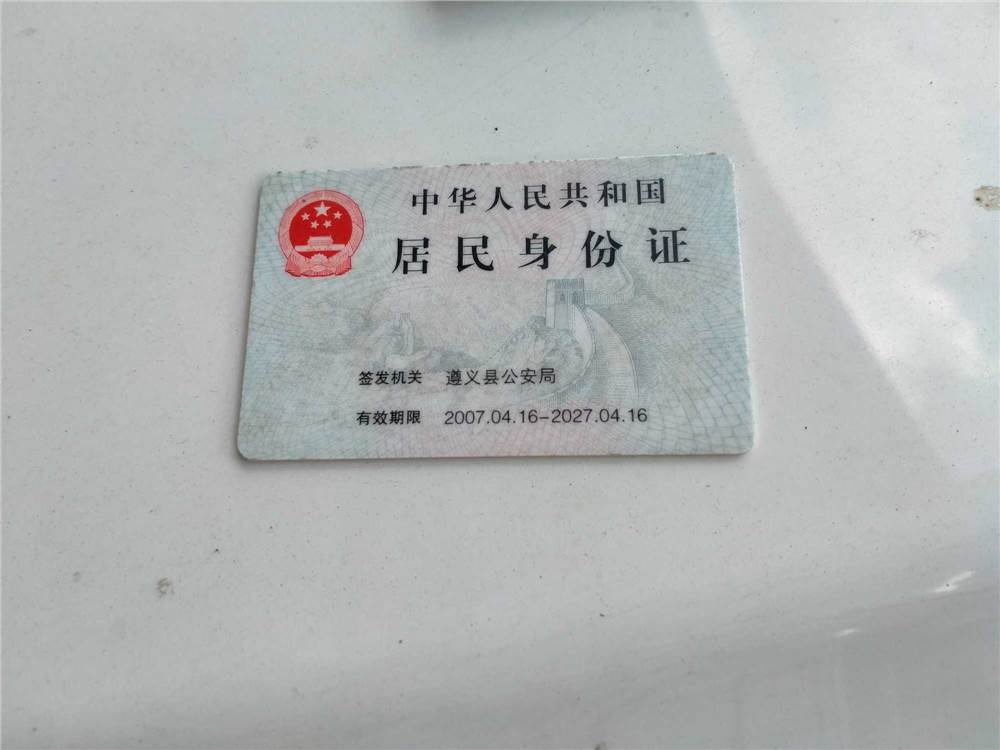 中华人民共和国
居民身份证
签发机关 遵义县公安局
有效期限 2007.04.16-2027.04.16